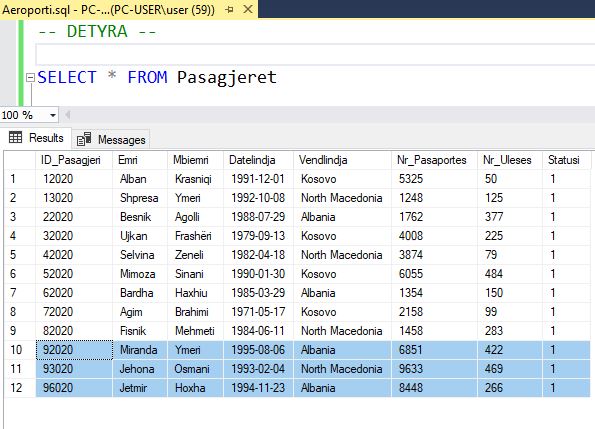 Aeroporti.sql - PC-...(PC-USER\user (59))
-- DETYRA --
SELECT * FROM Pasagjeret
100 %
Results Messages
ID_Pasagjeri Emri Mbiemri Datelindja Vendlindja Nr_Pasaportes Nr_Uleses Statusi
1 12020 Alban Krasniqi 1991-12-01 Kosovo 5325 50 1
2 13020 Shpresa Ymeri 1992-10-08 North Macedonia 1248 125 1
3 22020 Besnik Agolli 1988-07-29 Albania 1762 377 1
4 32020 Ujkan Frashëri 1979-09-13 Kosovo 4008 225 1
5 42020 Selvina Zeneli 1982-04-18 North Macedonia 3874 79 1
6 52020 Mimoza Sinani 1990-01-30 Kosovo 6055 484 1
7 62020 Bardha Haxhiu 1985-03-29 Albania 1354 150 1
8 72020 Agim Brahimi 1971-05-17 Kosovo 2158 99 1
9 82020 Fisnik Mehmeti 1984-06-11 North Macedonia 1458 283 1
10 92020 Miranda Ymeri 1995-08-06 Albania 6851 422 1
11 93020 Jehona Osmani 1993-02-04 North Macedonia 9633 469 1
12 96020 Jetmir Hoxha 1994-11-23 Albania 8448 266 1